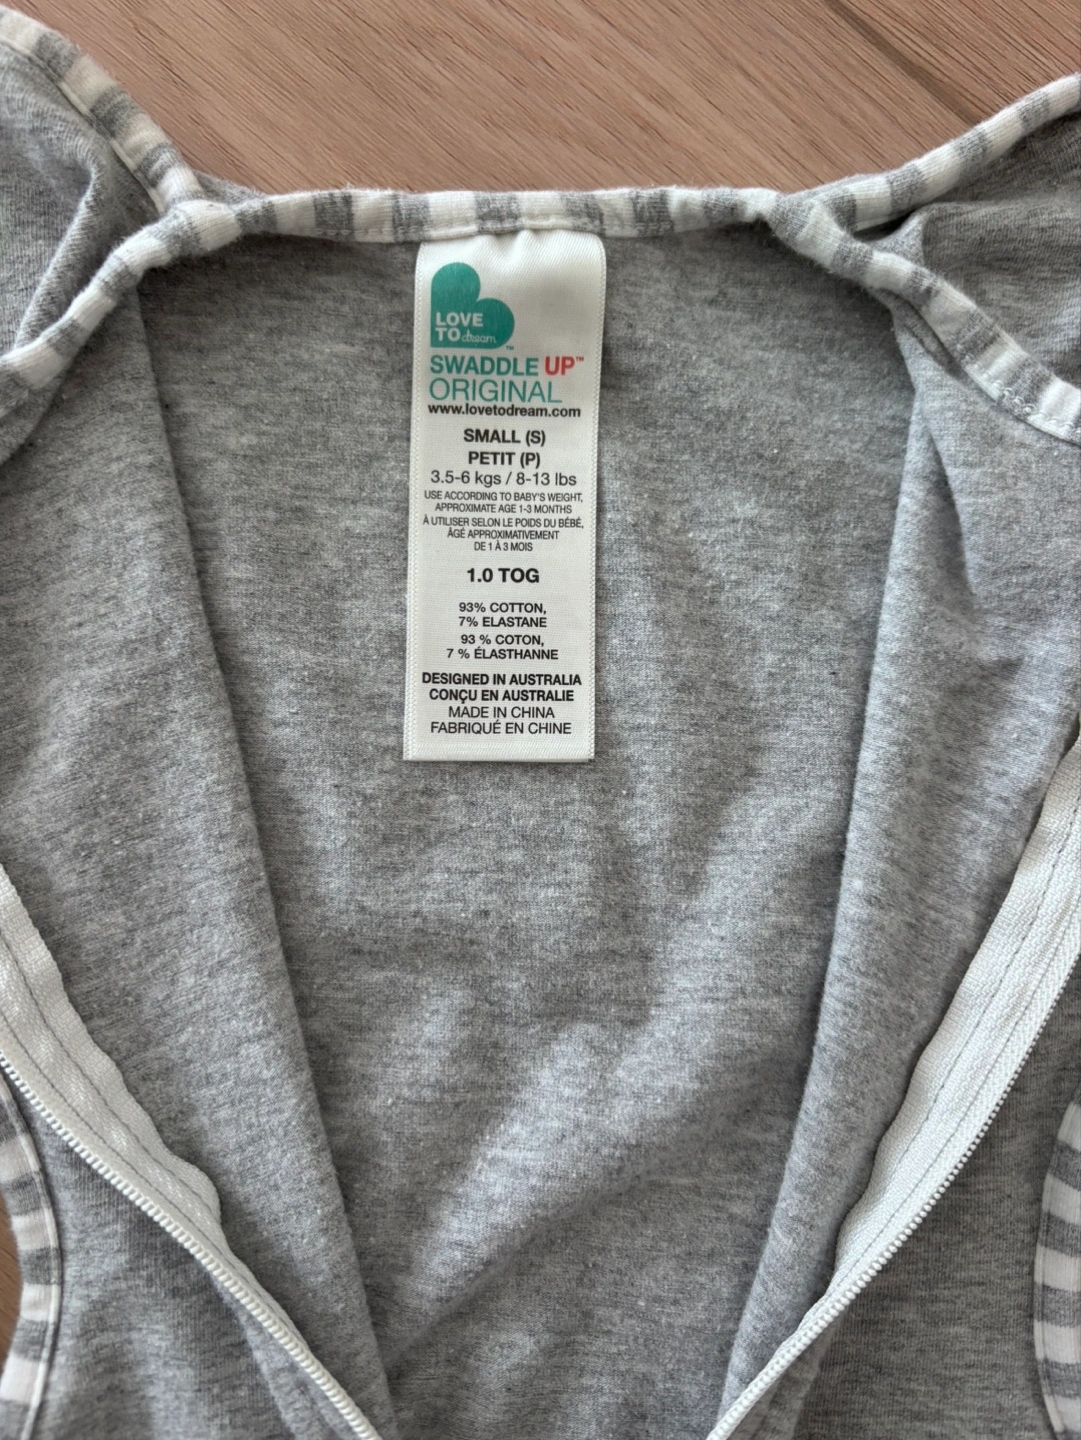 LOVE
TO dream™
SWADDLE UP™
ORIGINAL
www.lovetodream.com
SMALL (S)
PETIT (P)
3.5-6 kgs / 8-13 lbs
USE ACCORDING TO BABY'S WEIGHT,
APPROXIMATE AGE 1-3 MONTHS
À UTILISER SELON LE POIDS DU BÉBÉ,
ÂGÉ APPROXIMATIVEMENT
DE 1 À 3 MOIS
1.0 TOG
93% COTTON,
7% ELASTANE
93 % COTON,
7 % ÉLASTHANNE
DESIGNED IN AUSTRALIA
CONÇU EN AUSTRALIE
MADE IN CHINA
FABRIQUÉ EN CHINE